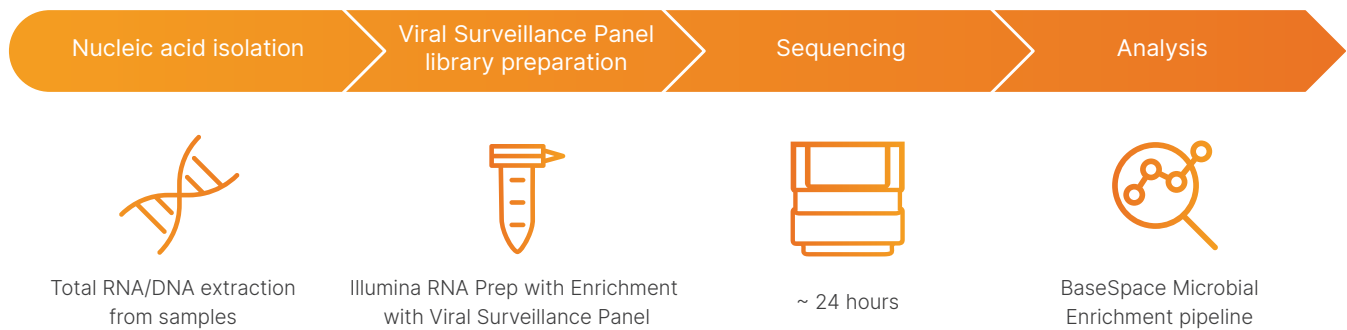 Nucleic acid isolation
Viral Surveillance Panel
library preparation
Sequencing
Analysis
Total RNA/DNA extraction
from samples
Illumina RNA Prep with Enrichment
with Viral Surveillance Panel
~ 24 hours
BaseSpace Microbial
Enrichment pipeline